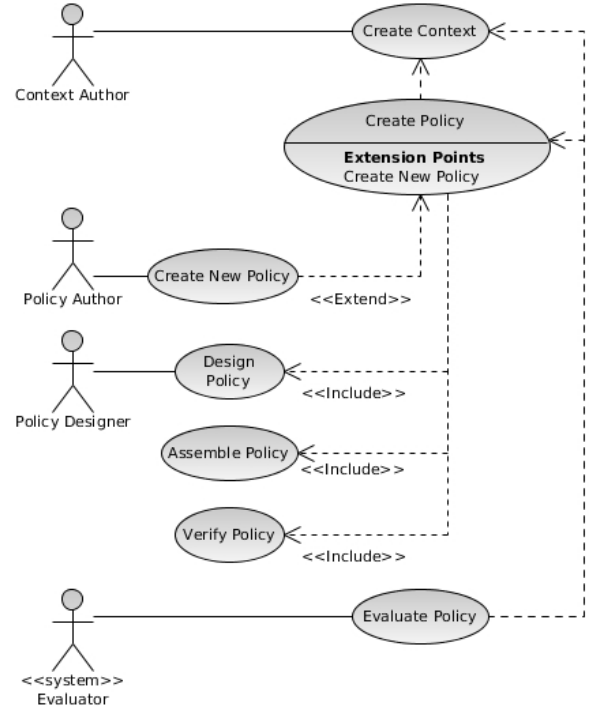 Create Context
Context Author
Create Policy
Extension Points
Create New Policy
Create New Policy
Policy Author
<<Extend>>
Design
Policy
<<Include>>
Policy Designer
Assemble Policy
<<Include>>
Verify Policy
<<Include>>
Evaluate Policy
<<system>>
Evaluator